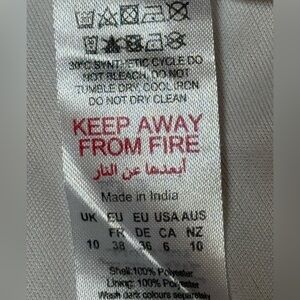 30°C SYNTHETIC CYCLE DO
NOT BLEACH, DO NOT
TUMBLE DRY, COOL IRON
DO NOT DRY CLEAN
KEEP AWAY
FROM FIRE
أبعدها عن النار
Made in India
UK EU EU USA AUS
FR DE CA NZ
10 38 36 6 10
Shell:100% Polyester
Lining: 100% Polyester
Wash dark colours separately